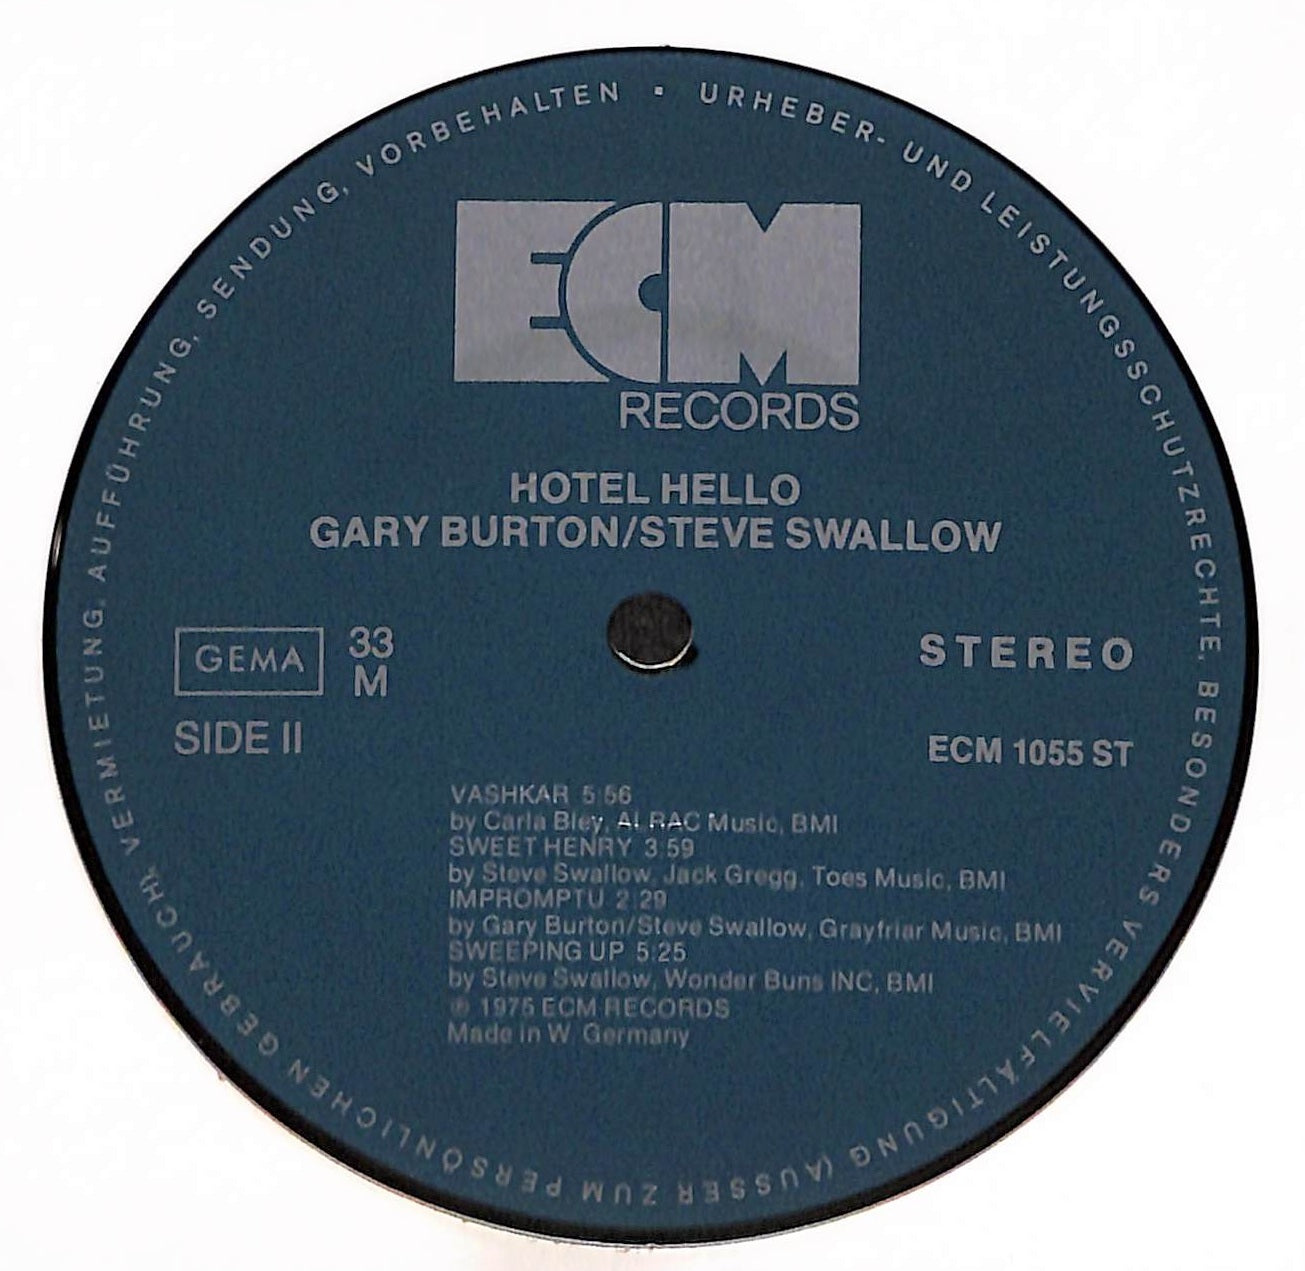 URHEBER- UND LEISTUNGSSCHUTZRECHTE, BESONDERS VERVIELFÄLTIGUNG (AUSSER ZUM PERSÖNLICHEN GEBRAUCH), VERMIETUNG, AUFFÜHRUNG, SENDUNG, VORBEHALTEN ·
ECM
RECORDS
HOTEL HELLO
GARY BURTON/STEVE SWALLOW
GEMA 33 STEREO
M
SIDE II ECM 1055 ST
VASHKAR 5:56
by Carla Bley, ALRAC Music, BMI
SWEET HENRY 3:59
by Steve Swallow, Jack Gregg, Toes Music, BMI
IMPROMPTU 2:29
by Gary Burton/Steve Swallow, Grayfriar Music, BMI
SWEEPING UP 5:25
by Steve Swallow, Wonder Buns INC, BMI
℗ 1975 ECM RECORDS
Made in W. Germany